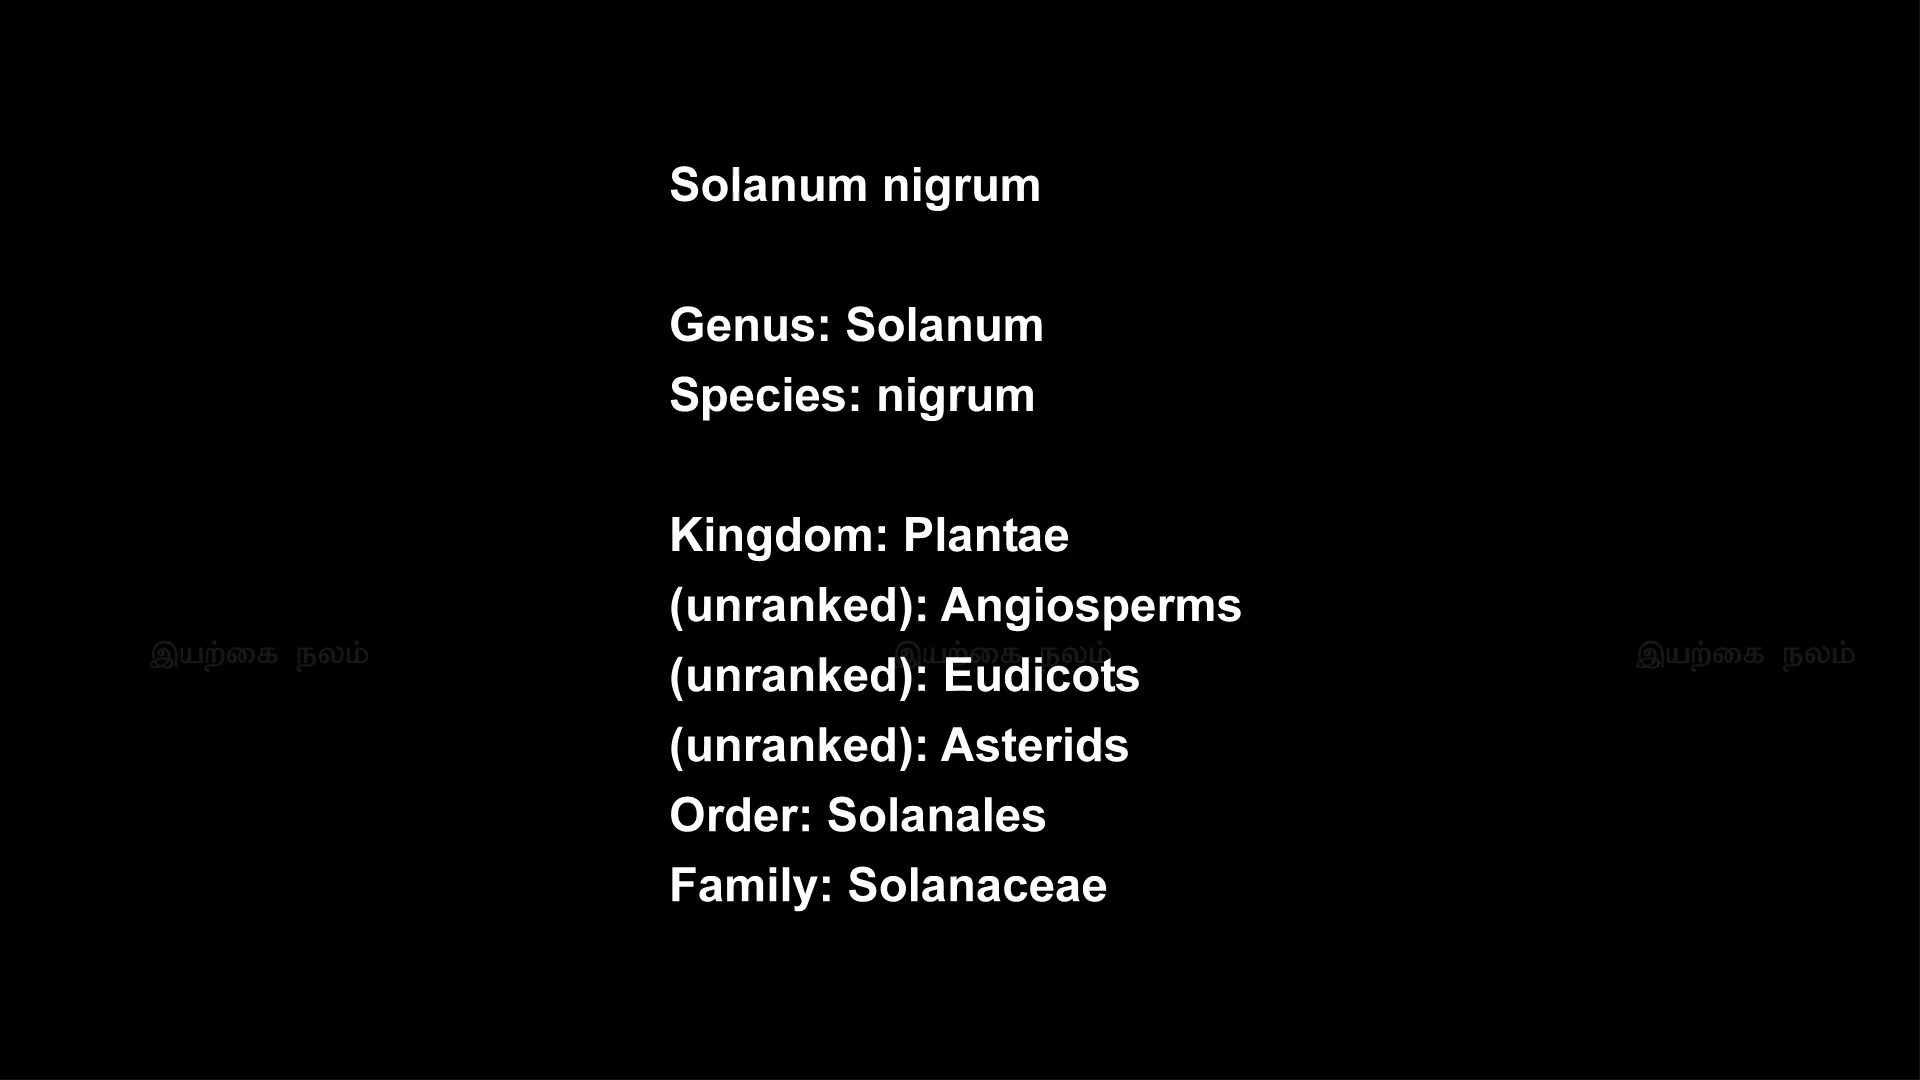 Solanum nigrum
Genus: Solanum
Species: nigrum
Kingdom: Plantae
(unranked): Angiosperms
இயற்கை நலம் இயற்கை நலம் இயற்கை நலம்
(unranked): Eudicots
(unranked): Asterids
Order: Solanales
Family: Solanaceae